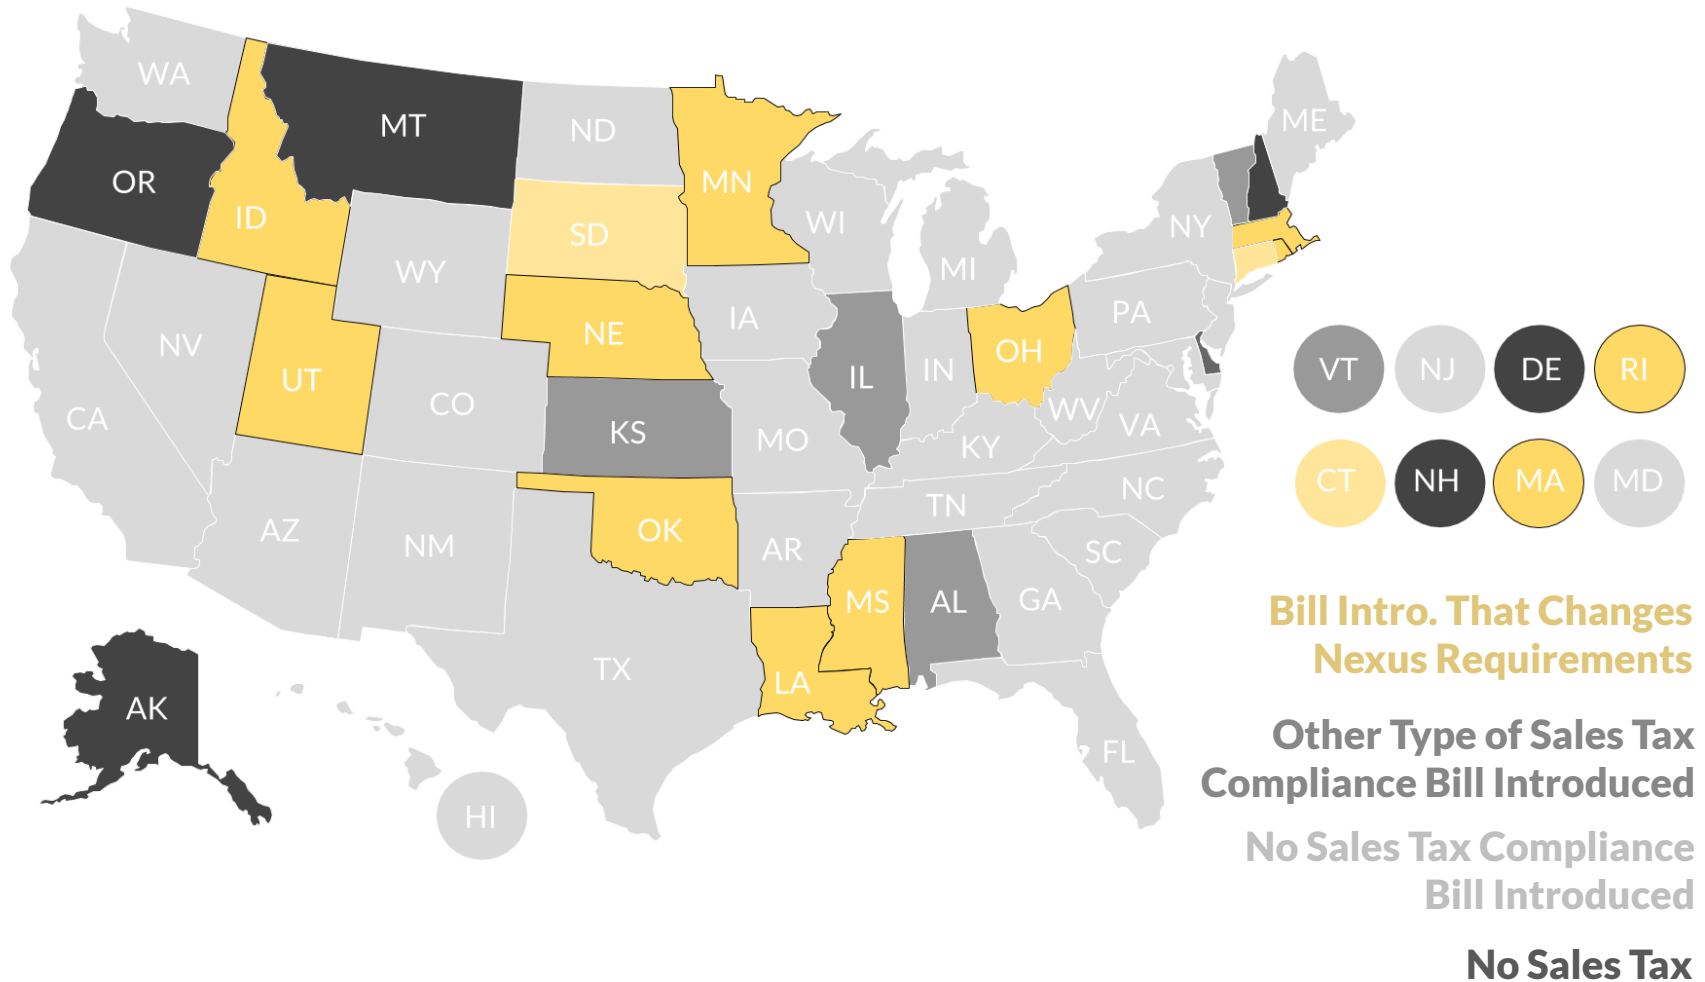 WA
MT
ND
MN
ME
OR
ID
SD
WI
NY
WY
MI
NE
IA
PA
NV
UT
OH
IL
IN
VT
NJ
DE
RI
CA
CO
KS
MO
WV
VA
KY
CT
NH
MA
MD
AZ
NM
OK
AR
TN
NC
SC
MS
AL
GA
TX
LA
AK
FL
HI
Bill Intro. That Changes
Nexus Requirements
Other Type of Sales Tax
Compliance Bill Introduced
No Sales Tax Compliance
Bill Introduced
No Sales Tax